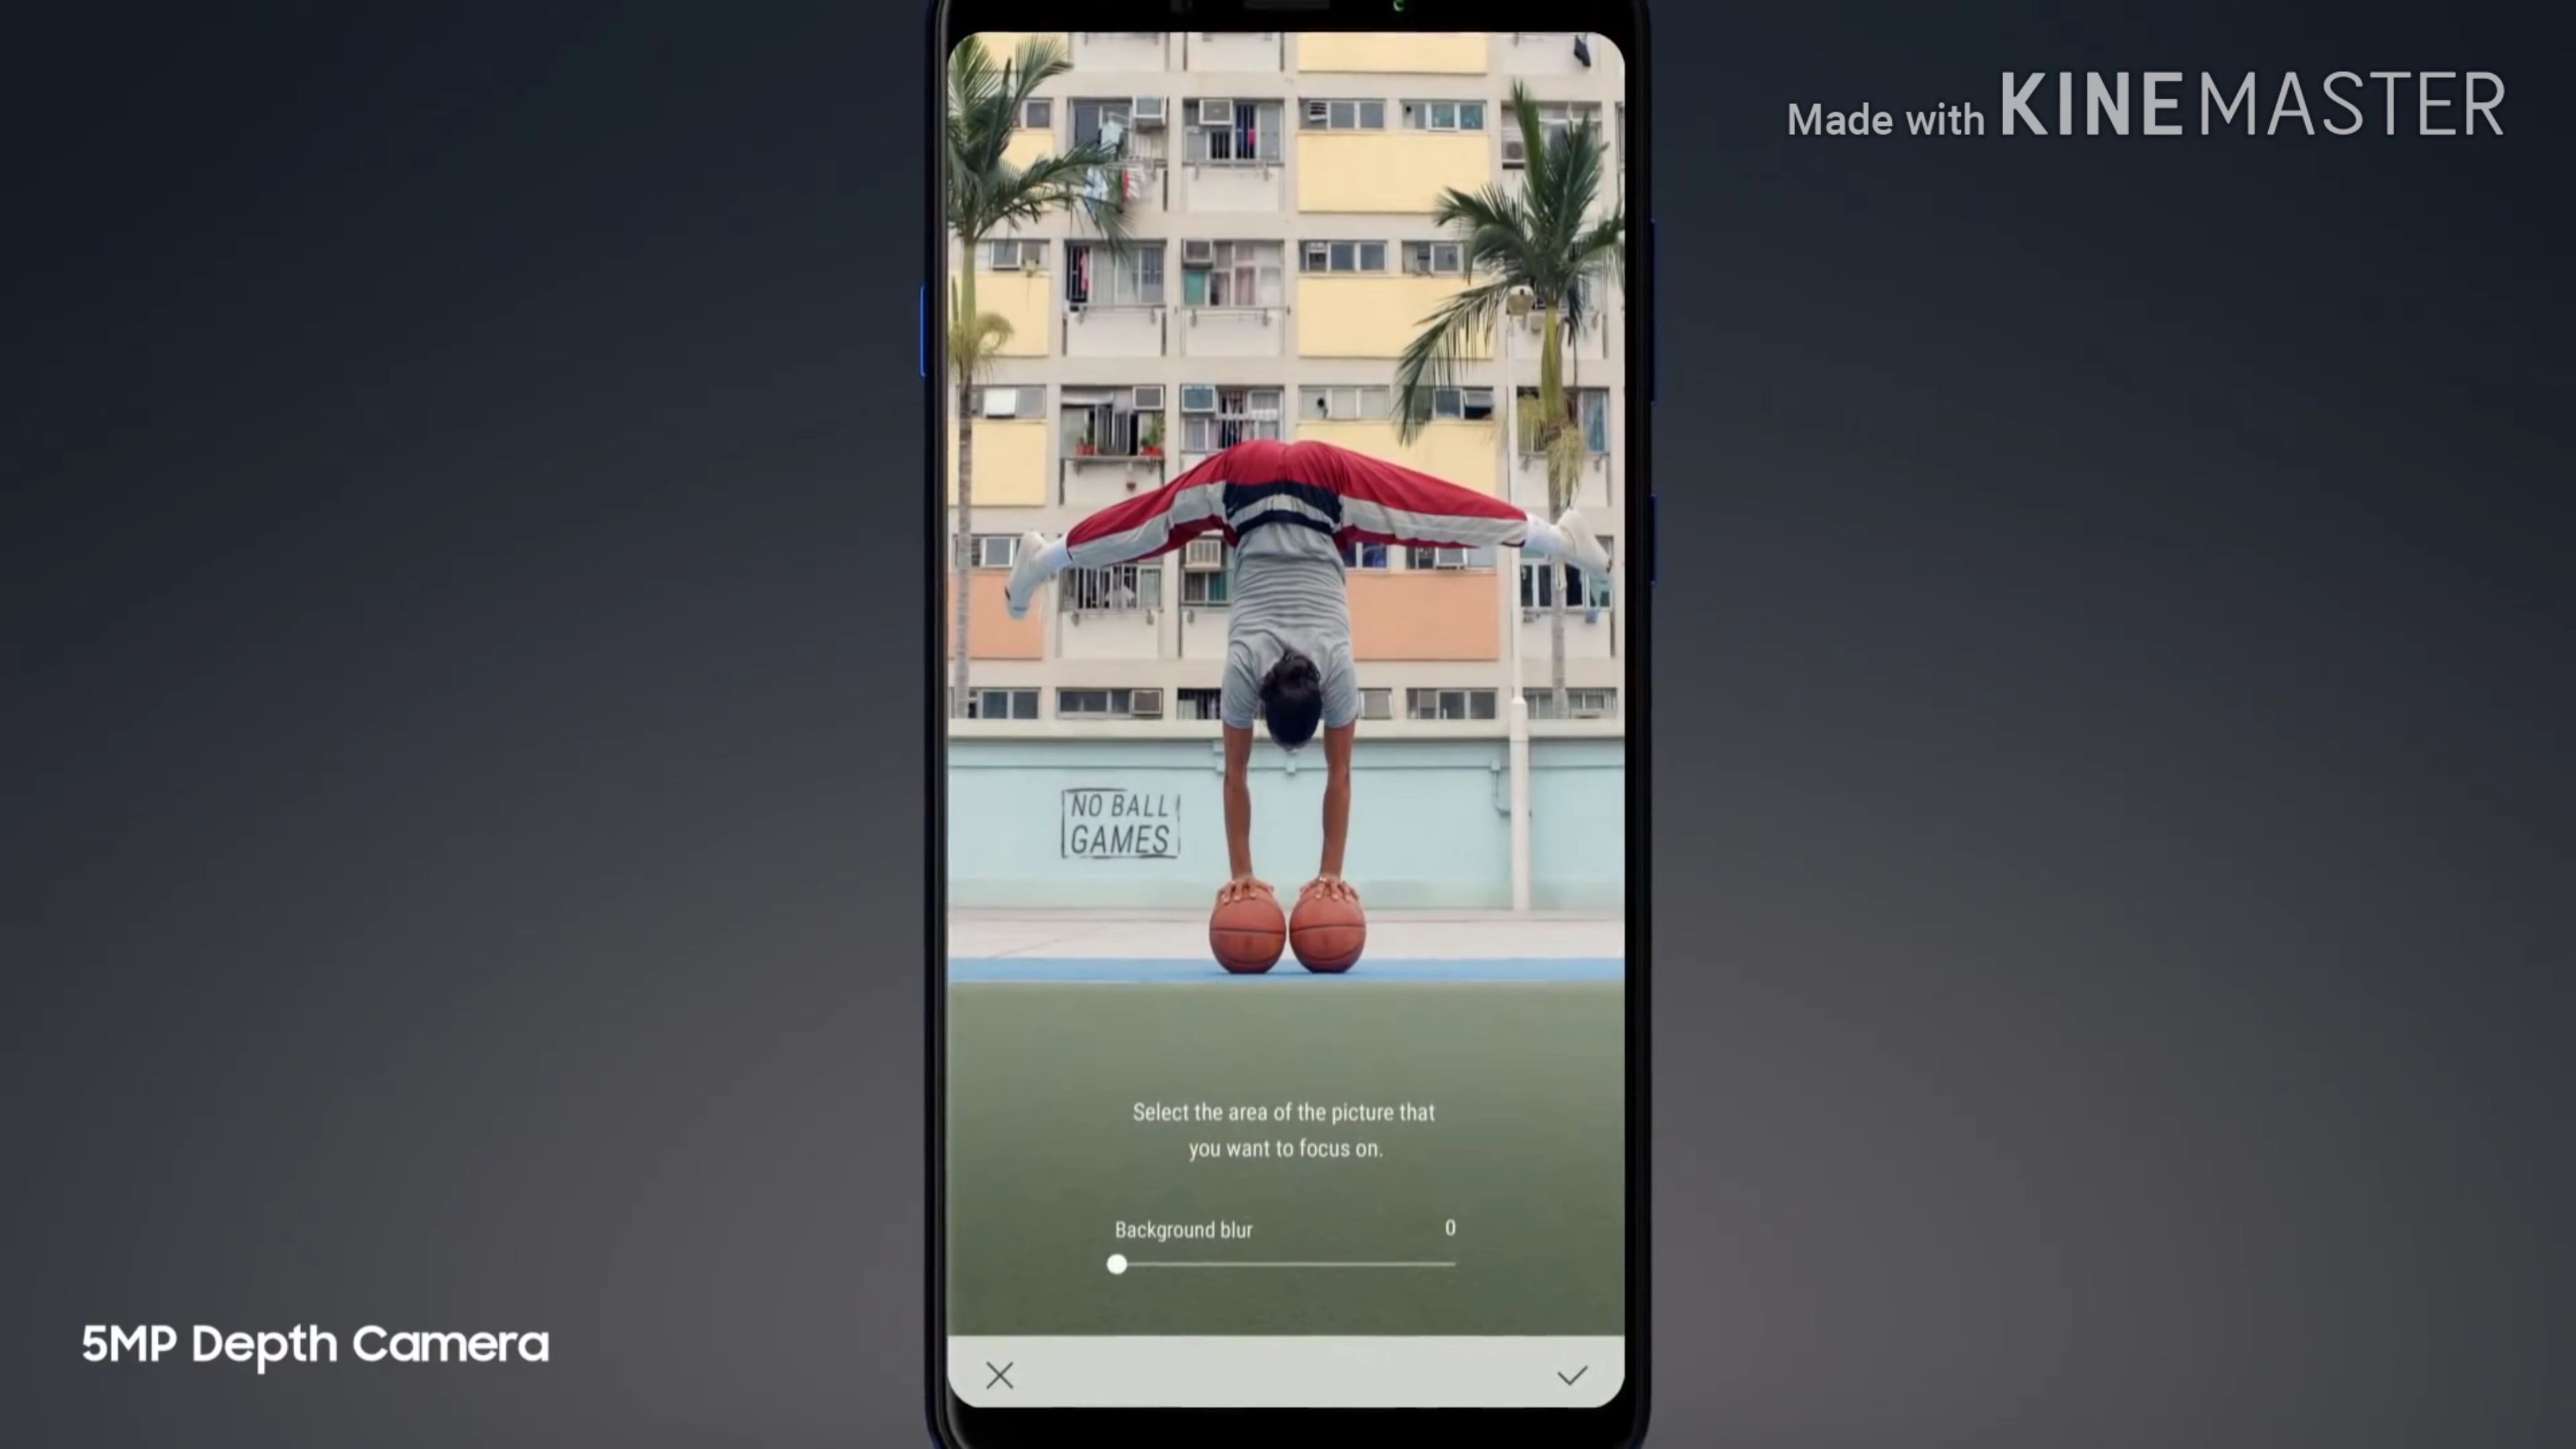 Made with KINEMASTER
NO BALL
GAMES
Select the area of the picture that
you want to focus on.
Background blur 0
5MP Depth Camera